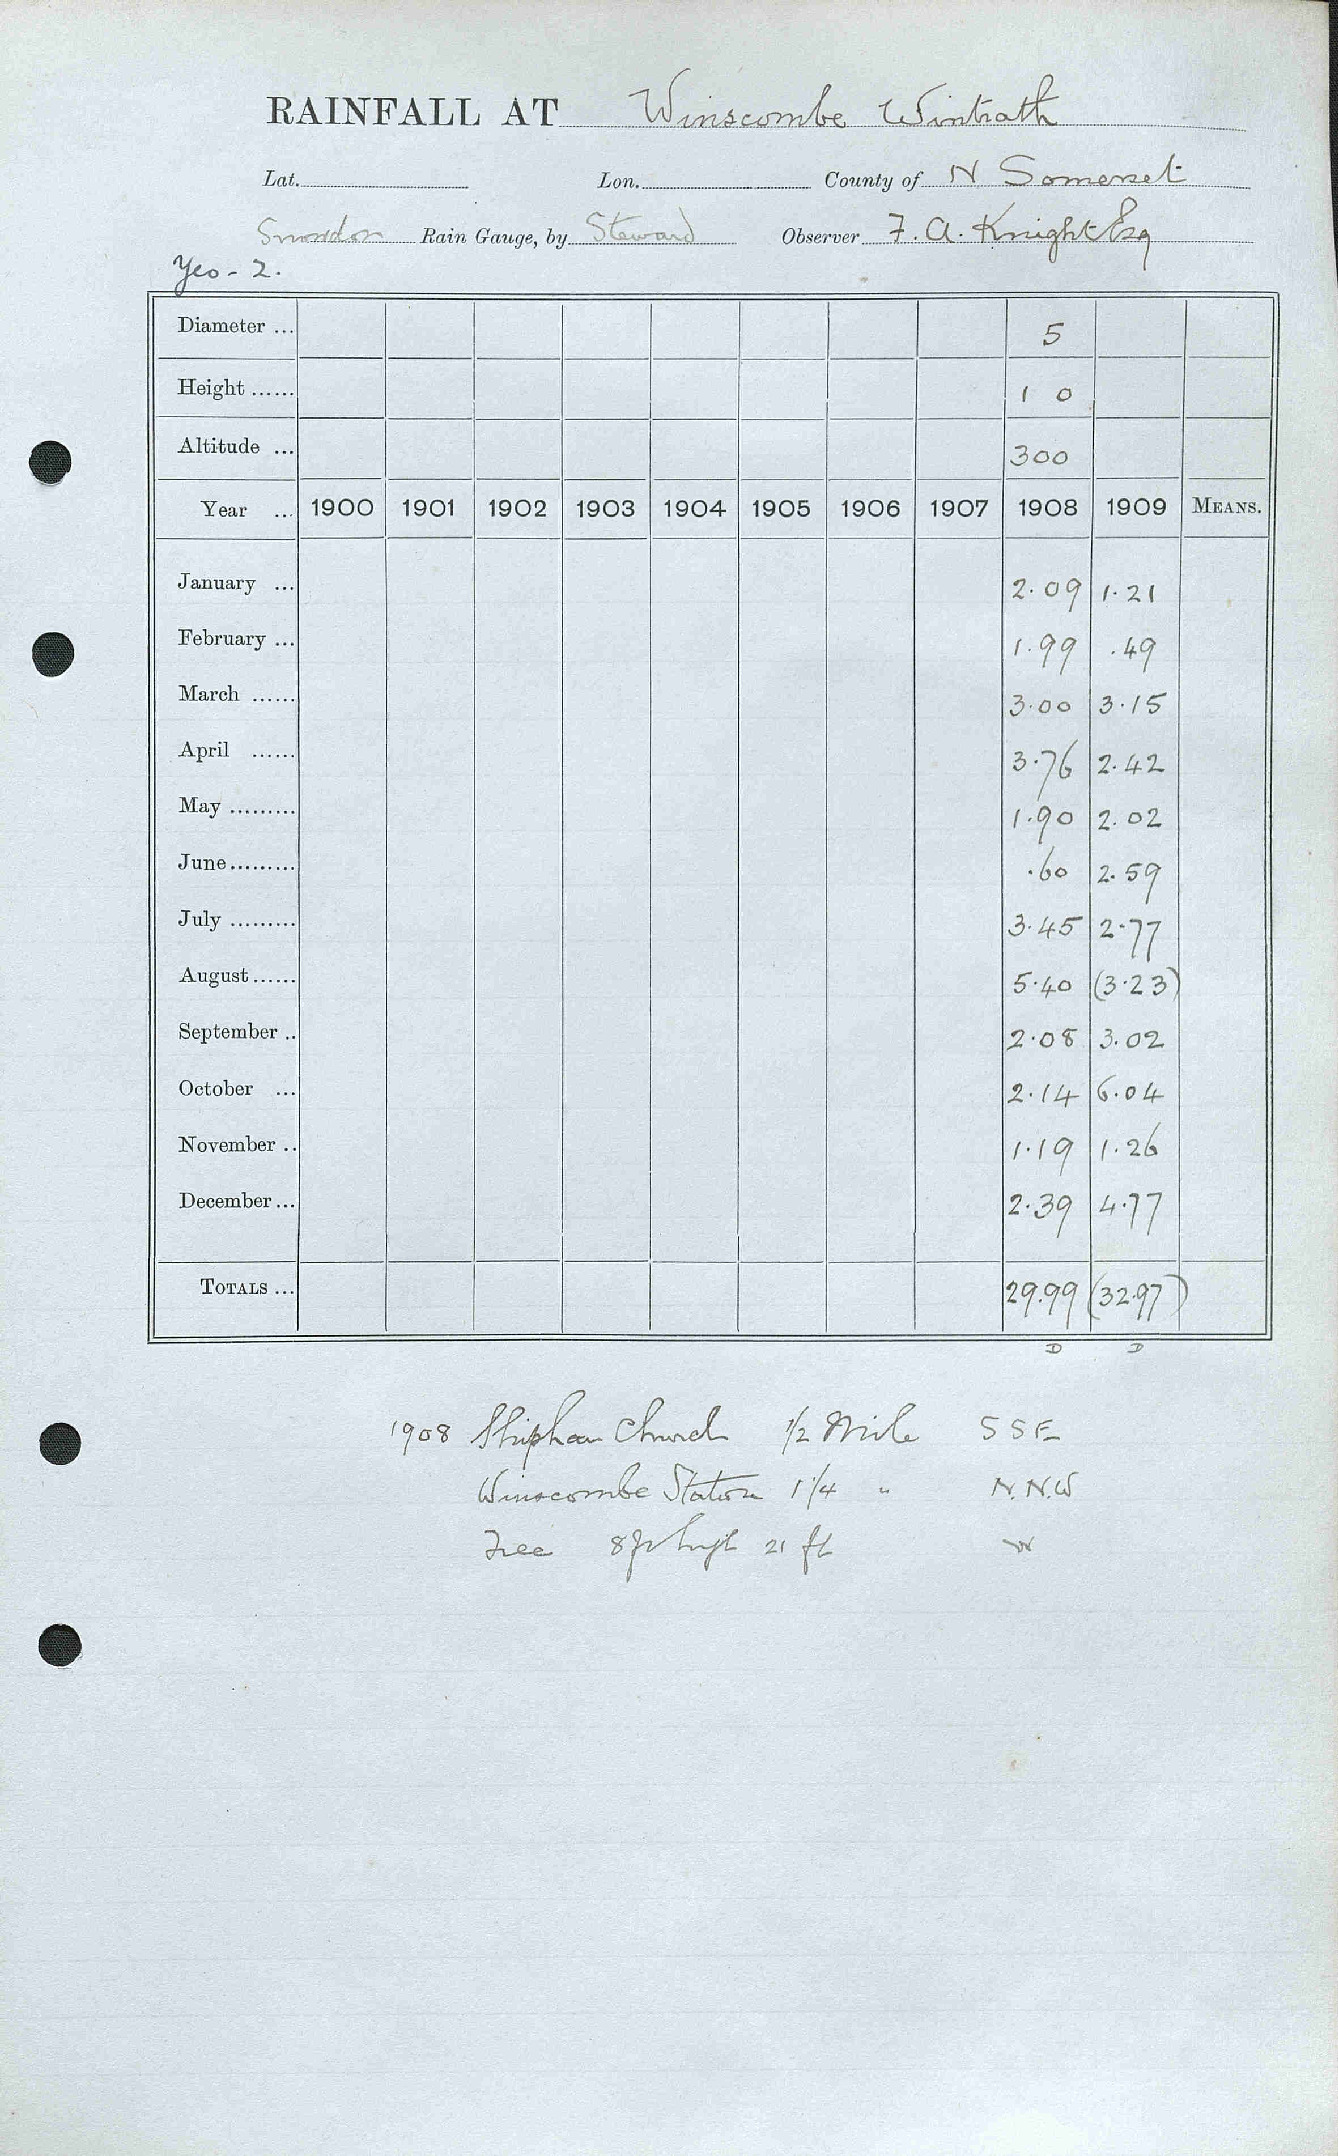 RAINFALL AT Winscombe Wintrath
Lat. Lon. County of N Somerset
Snowdon Rain Gauge, by Steward Observer F. A. Knight Esq
Yeo - 2.
Diameter ... 5
Height ...... 1 0
Altitude ... 300
Year ... 1900 1901 1902 1903 1904 1905 1906 1907 1908 1909 MEANS.
January ... 2.09 1.21
February ... 1.99 .49
March ...... 3.00 3.15
April ...... 3.76 2.42
May ......... 1.90 2.02
June......... .60 2.59
July ......... 3.45 2.77
August...... 5.40 (3.23)
September .. 2.08 3.02
October ... 2.14 6.04
November .. 1.19 1.26
December... 2.39 4.77
TOTALS ... 29.99 (32.97)
D D
1908 Shipham Church 1/2 Mile S S E
Winscombe Station 1 1/4 " N.N.W
Tree 8ft high 21 ft W